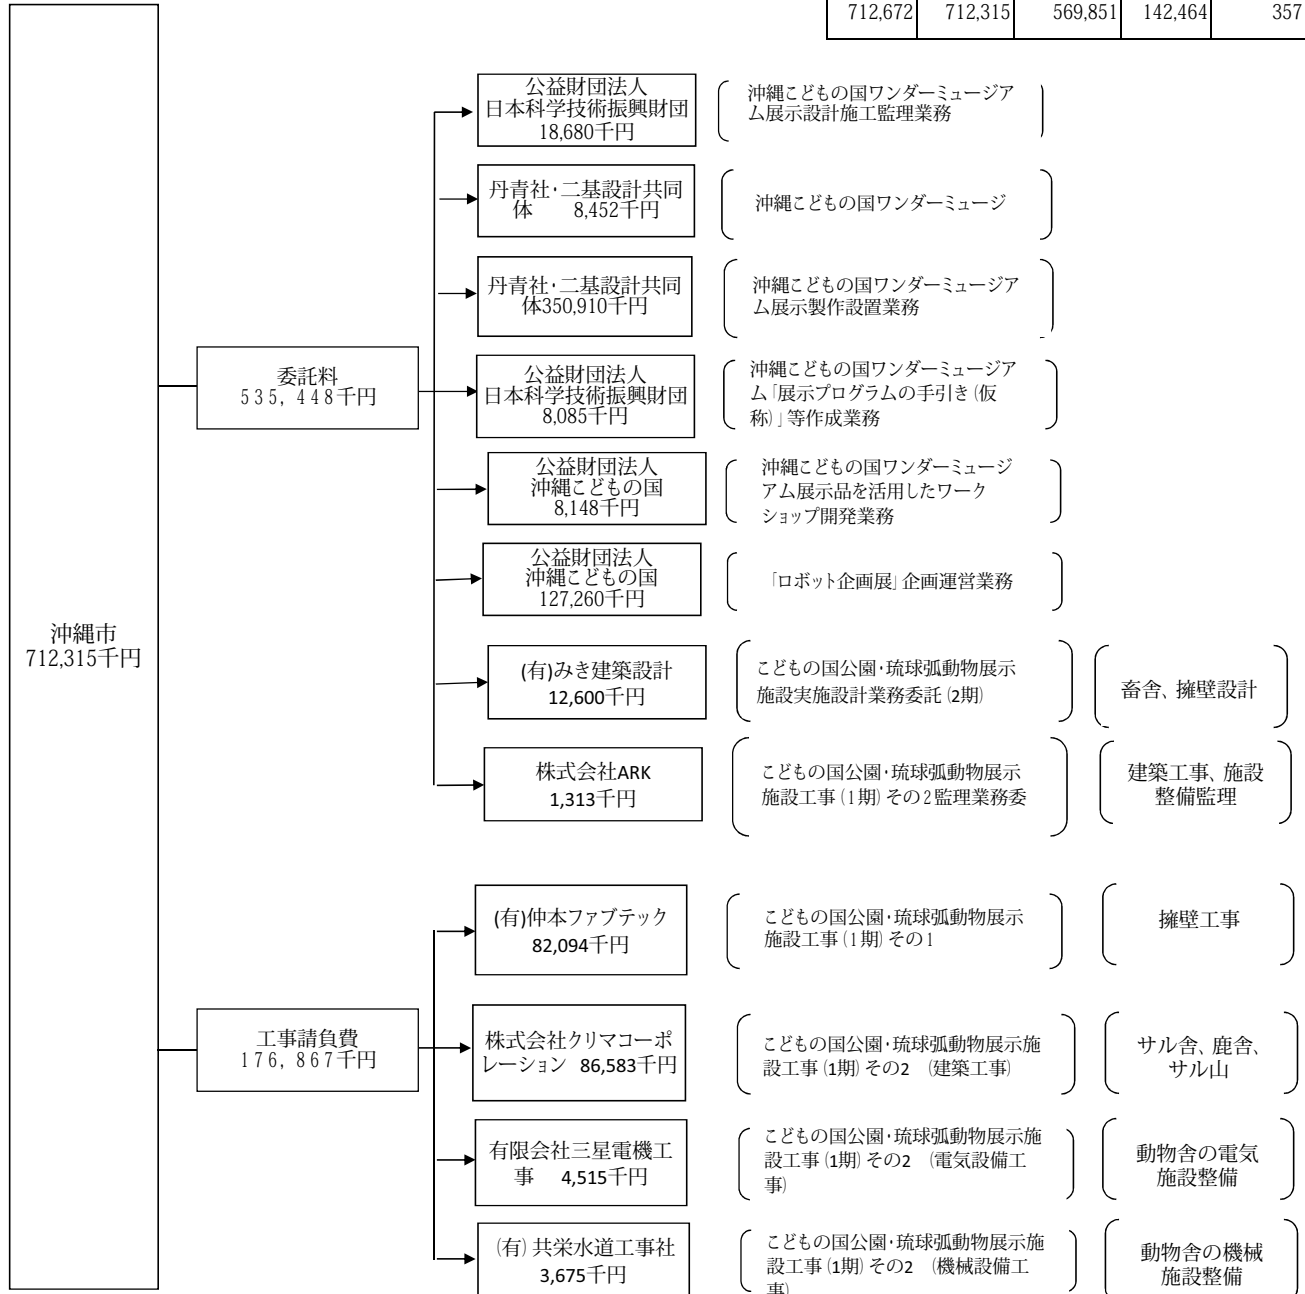 712,672 712,315 569,851 142,464 357
沖縄市
712,315千円
委託料
535, 448千円
公益財団法人
日本科学技術振興財団
18,680千円
沖縄こどもの国ワンダーミュージア
ム展示設計施工監理業務
丹青社・二基設計共同
体 8,452千円
沖縄こどもの国ワンダーミュージ
丹青社・二基設計共同
体350,910千円
沖縄こどもの国ワンダーミュージア
ム展示製作設置業務
公益財団法人
日本科学技術振興財団
8,085千円
沖縄こどもの国ワンダーミュージア
ム「展示プログラムの手引き(仮
称)」等作成業務
公益財団法人
沖縄こどもの国
8,148千円
沖縄こどもの国ワンダーミュージ
アム展示品を活用したワーク
ショップ開発業務
公益財団法人
沖縄こどもの国
127,260千円
「ロボット企画展」企画運営業務
(有)みき建築設計
12,600千円
こどもの国公園・琉球弧動物展示
施設実施設計業務委託(2期)
畜舎、擁壁設計
株式会社ARK
1,313千円
こどもの国公園・琉球弧動物展示
施設工事(1期)その2監理業務委
建築工事、施設
整備監理
工事請負費
176, 867千円
(有)仲本ファブテック
82,094千円
こどもの国公園・琉球弧動物展示
施設工事(1期)その1
擁壁工事
株式会社クリマコーポ
レーション 86,583千円
こどもの国公園・琉球弧動物展示施
設工事(1期)その2 (建築工事)
サル舎、鹿舎、
サル山
有限会社三星電機工
事 4,515千円
こどもの国公園・琉球弧動物展示施
設工事(1期)その2 (電気設備工
事)
動物舎の電気
施設整備
(有)共栄水道工事社
3,675千円
こどもの国公園・琉球弧動物展示施
設工事(1期)その2 (機械設備工
事)
動物舎の機械
施設整備